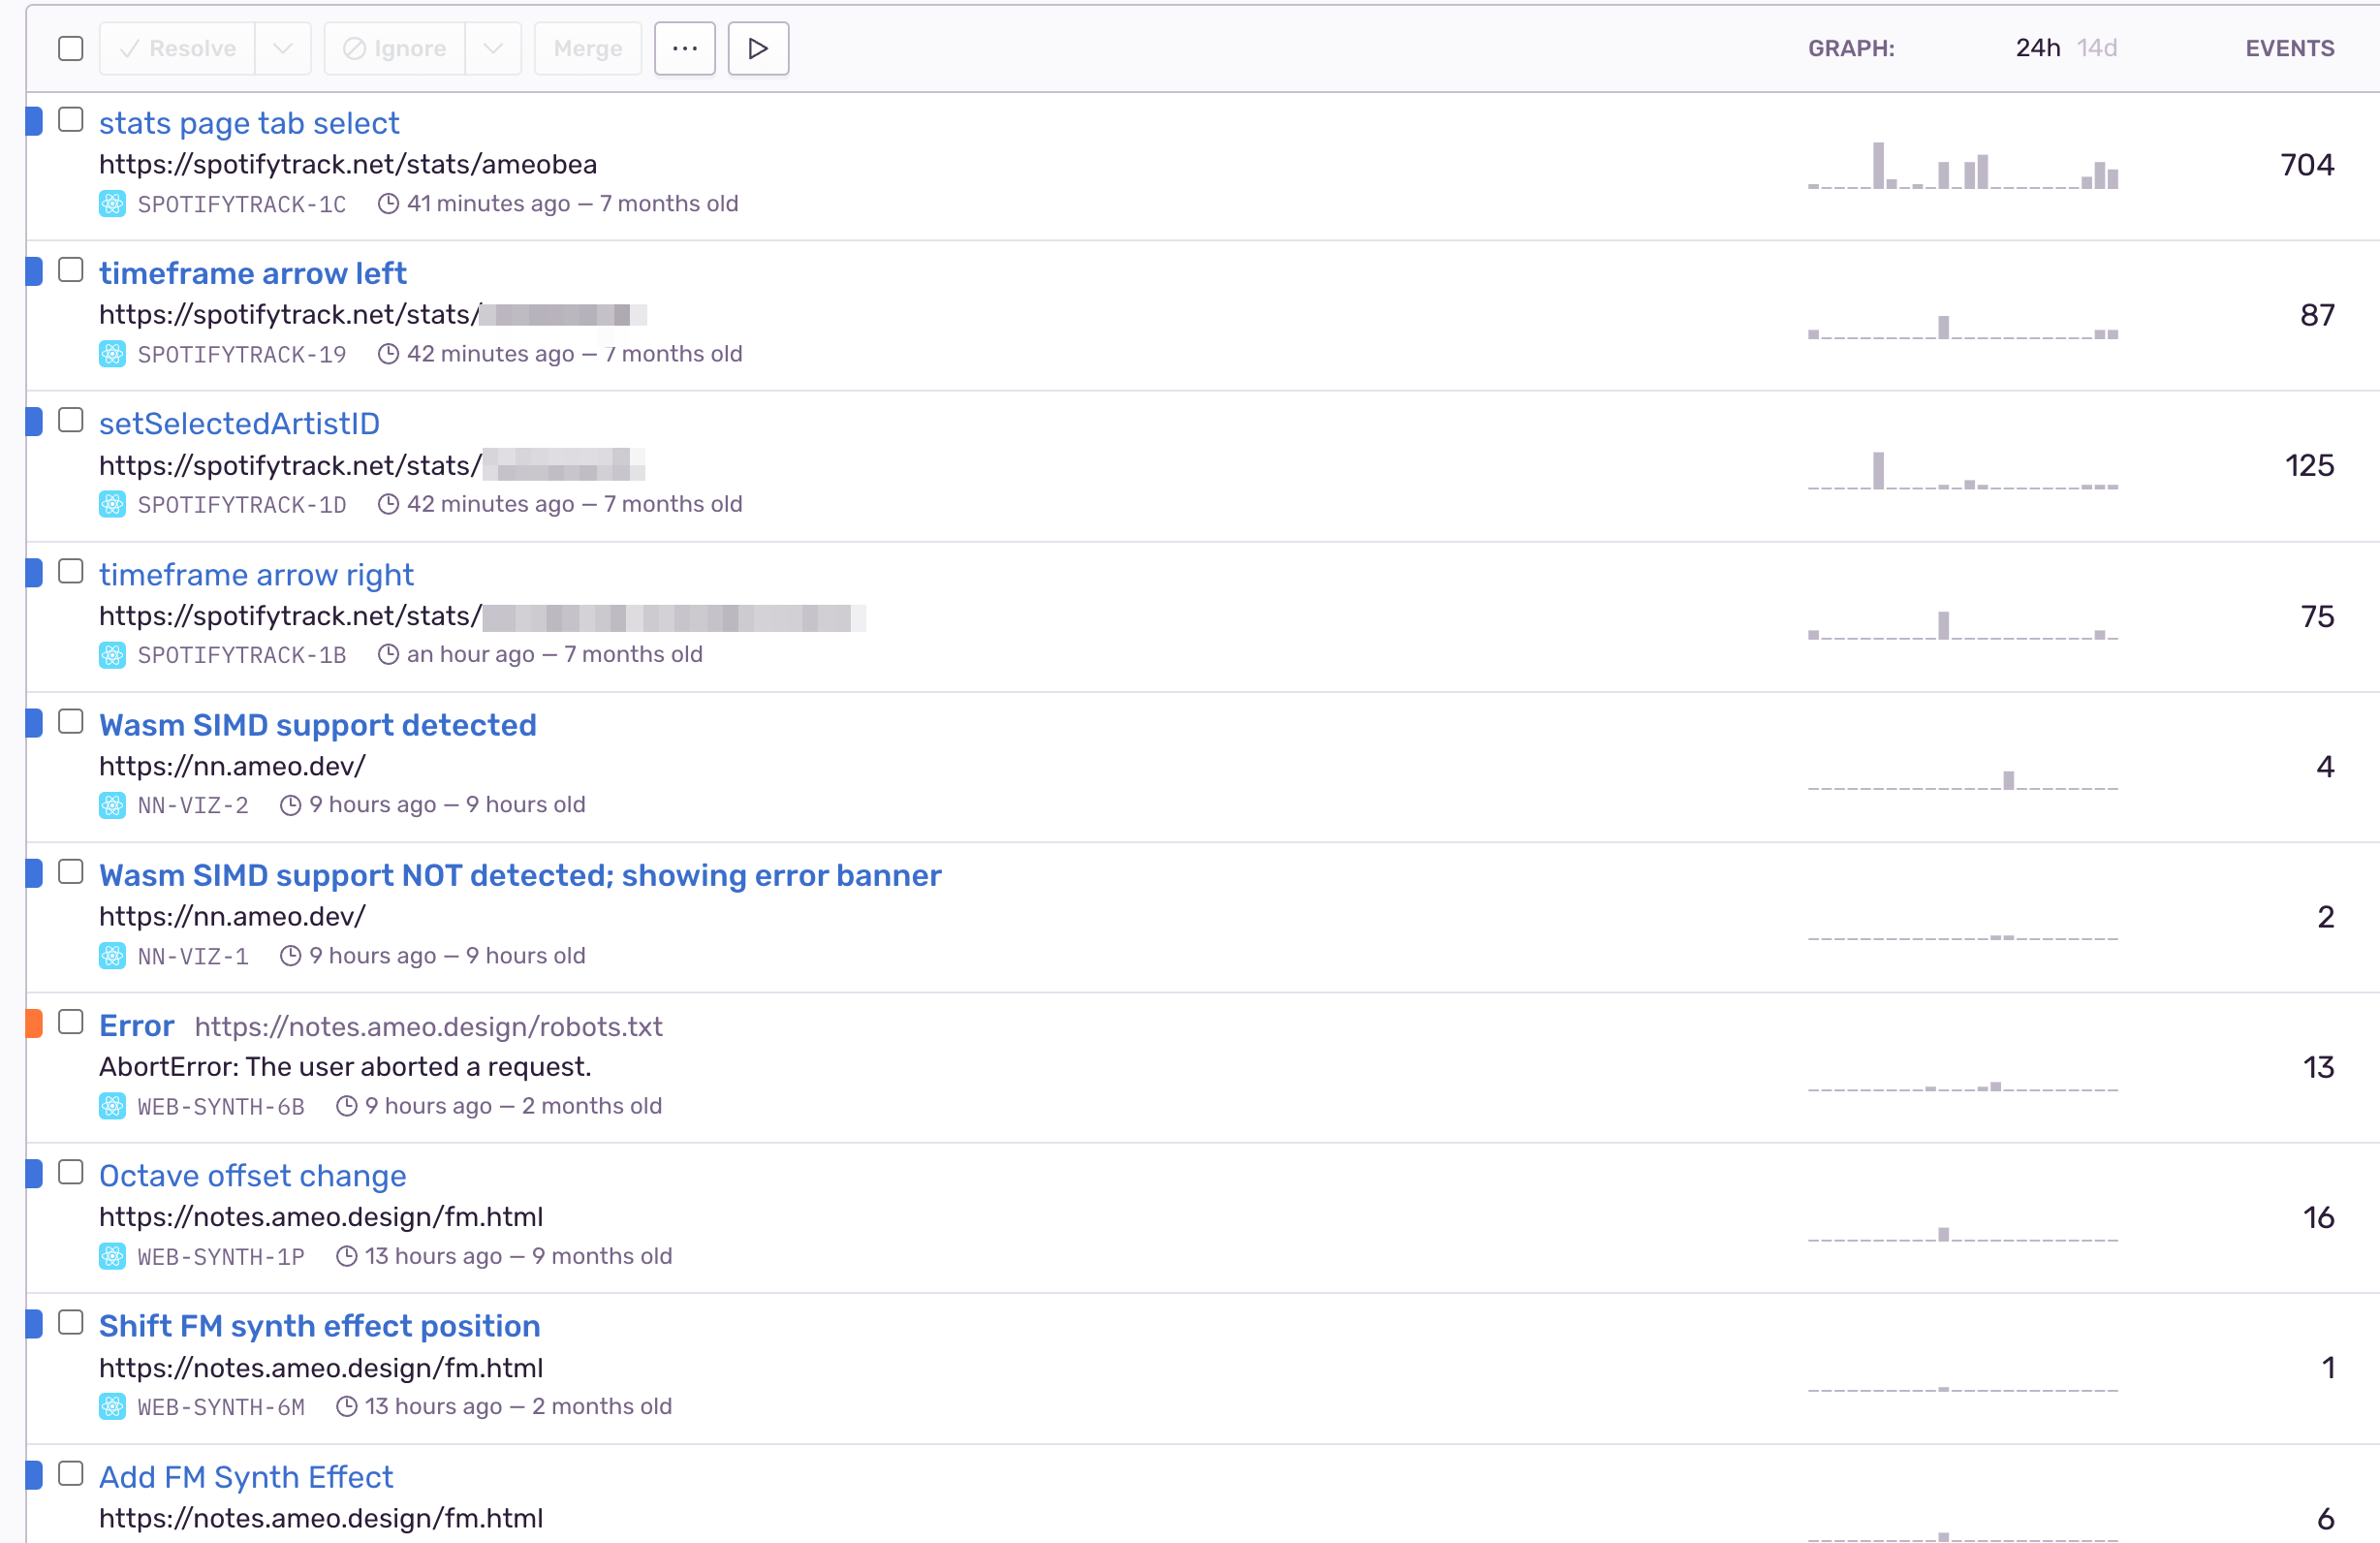 Resolve Ignore Merge ... GRAPH: 24h 14d EVENTS
stats page tab select
https://spotifytrack.net/stats/ameobea 704
SPOTIFYTRACK-1C 41 minutes ago — 7 months old
timeframe arrow left
https://spotifytrack.net/stats/ 87
SPOTIFYTRACK-19 42 minutes ago — 7 months old
setSelectedArtistID
https://spotifytrack.net/stats/ 125
SPOTIFYTRACK-1D 42 minutes ago — 7 months old
timeframe arrow right
https://spotifytrack.net/stats/ 75
SPOTIFYTRACK-1B an hour ago — 7 months old
Wasm SIMD support detected
https://nn.ameo.dev/ 4
NN-VIZ-2 9 hours ago — 9 hours old
Wasm SIMD support NOT detected; showing error banner
https://nn.ameo.dev/ 2
NN-VIZ-1 9 hours ago — 9 hours old
Error https://notes.ameo.design/robots.txt
AbortError: The user aborted a request. 13
WEB-SYNTH-6B 9 hours ago — 2 months old
Octave offset change
https://notes.ameo.design/fm.html 16
WEB-SYNTH-1P 13 hours ago — 9 months old
Shift FM synth effect position
https://notes.ameo.design/fm.html 1
WEB-SYNTH-6M 13 hours ago — 2 months old
Add FM Synth Effect
https://notes.ameo.design/fm.html 6